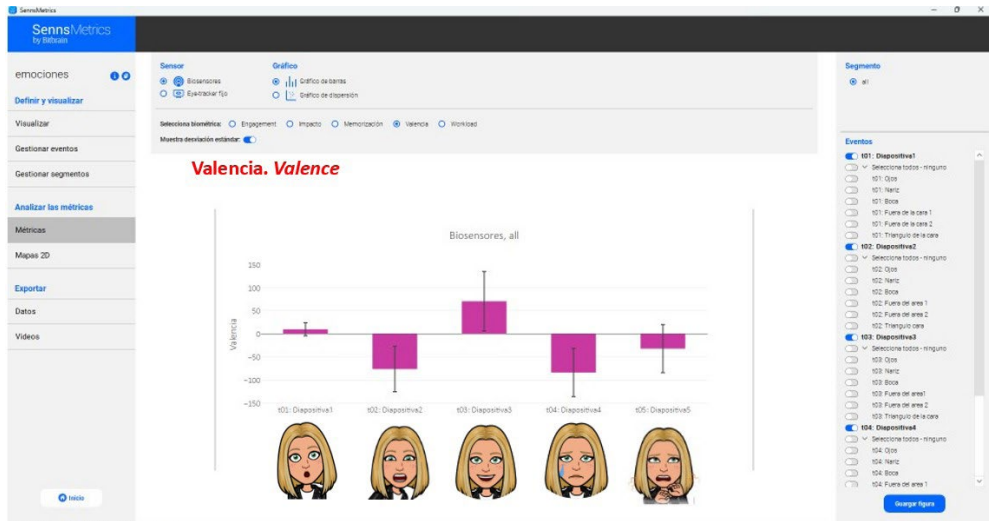 SennsMetrics
SennsMetrics
by Bitbrain
emociones
Definir y visualizar
Visualizar
Gestionar eventos
Gestionar segmentos
Analizar las métricas
Métricas
Mapas 2D
Exportar
Datos
Videos
Inicio
Sensor
Biosensores
Eye-tracker fijo
Gráfico
Gráfico de barras
Gráfico de dispersión
Selecciona biométrica: Engagement Impacto Memorización Valencia Workload
Muestra desviación estándar:
Valencia. Valence
Biosensores, all
Valencia
150
100
50
0
−50
−100
−150
t01: Diapositiva1 t02: Diapositiva2 t03: Diapositiva3 t04: Diapositiva4 t05: Diapositiva5
Segmento
all
Eventos
t01: Diapositiva1
Selecciona todos - ninguno
t01: Ojos
t01: Nariz
t01: Boca
t01: Fuera de la cara 1
t01: Fuera de la cara 2
t01: Triangulo de la cara
t02: Diapositiva2
Selecciona todos - ninguno
t02: Ojos
t02: Nariz
t02: Boca
t02: Fuera del area 1
t02: Fuera del area 2
t02: Triangulo cara
t03: Diapositiva3
Selecciona todos - ninguno
t03: Ojos
t03: Nariz
t03: Boca
t03: Fuera del area1
t03: Fuera del area 2
t03: Triangulo de la cara
t04: Diapositiva4
Selecciona todos - ninguno
t04: Ojos
t04: Nariz
t04: Boca
t04: Fuera del area 1
Guargar figura